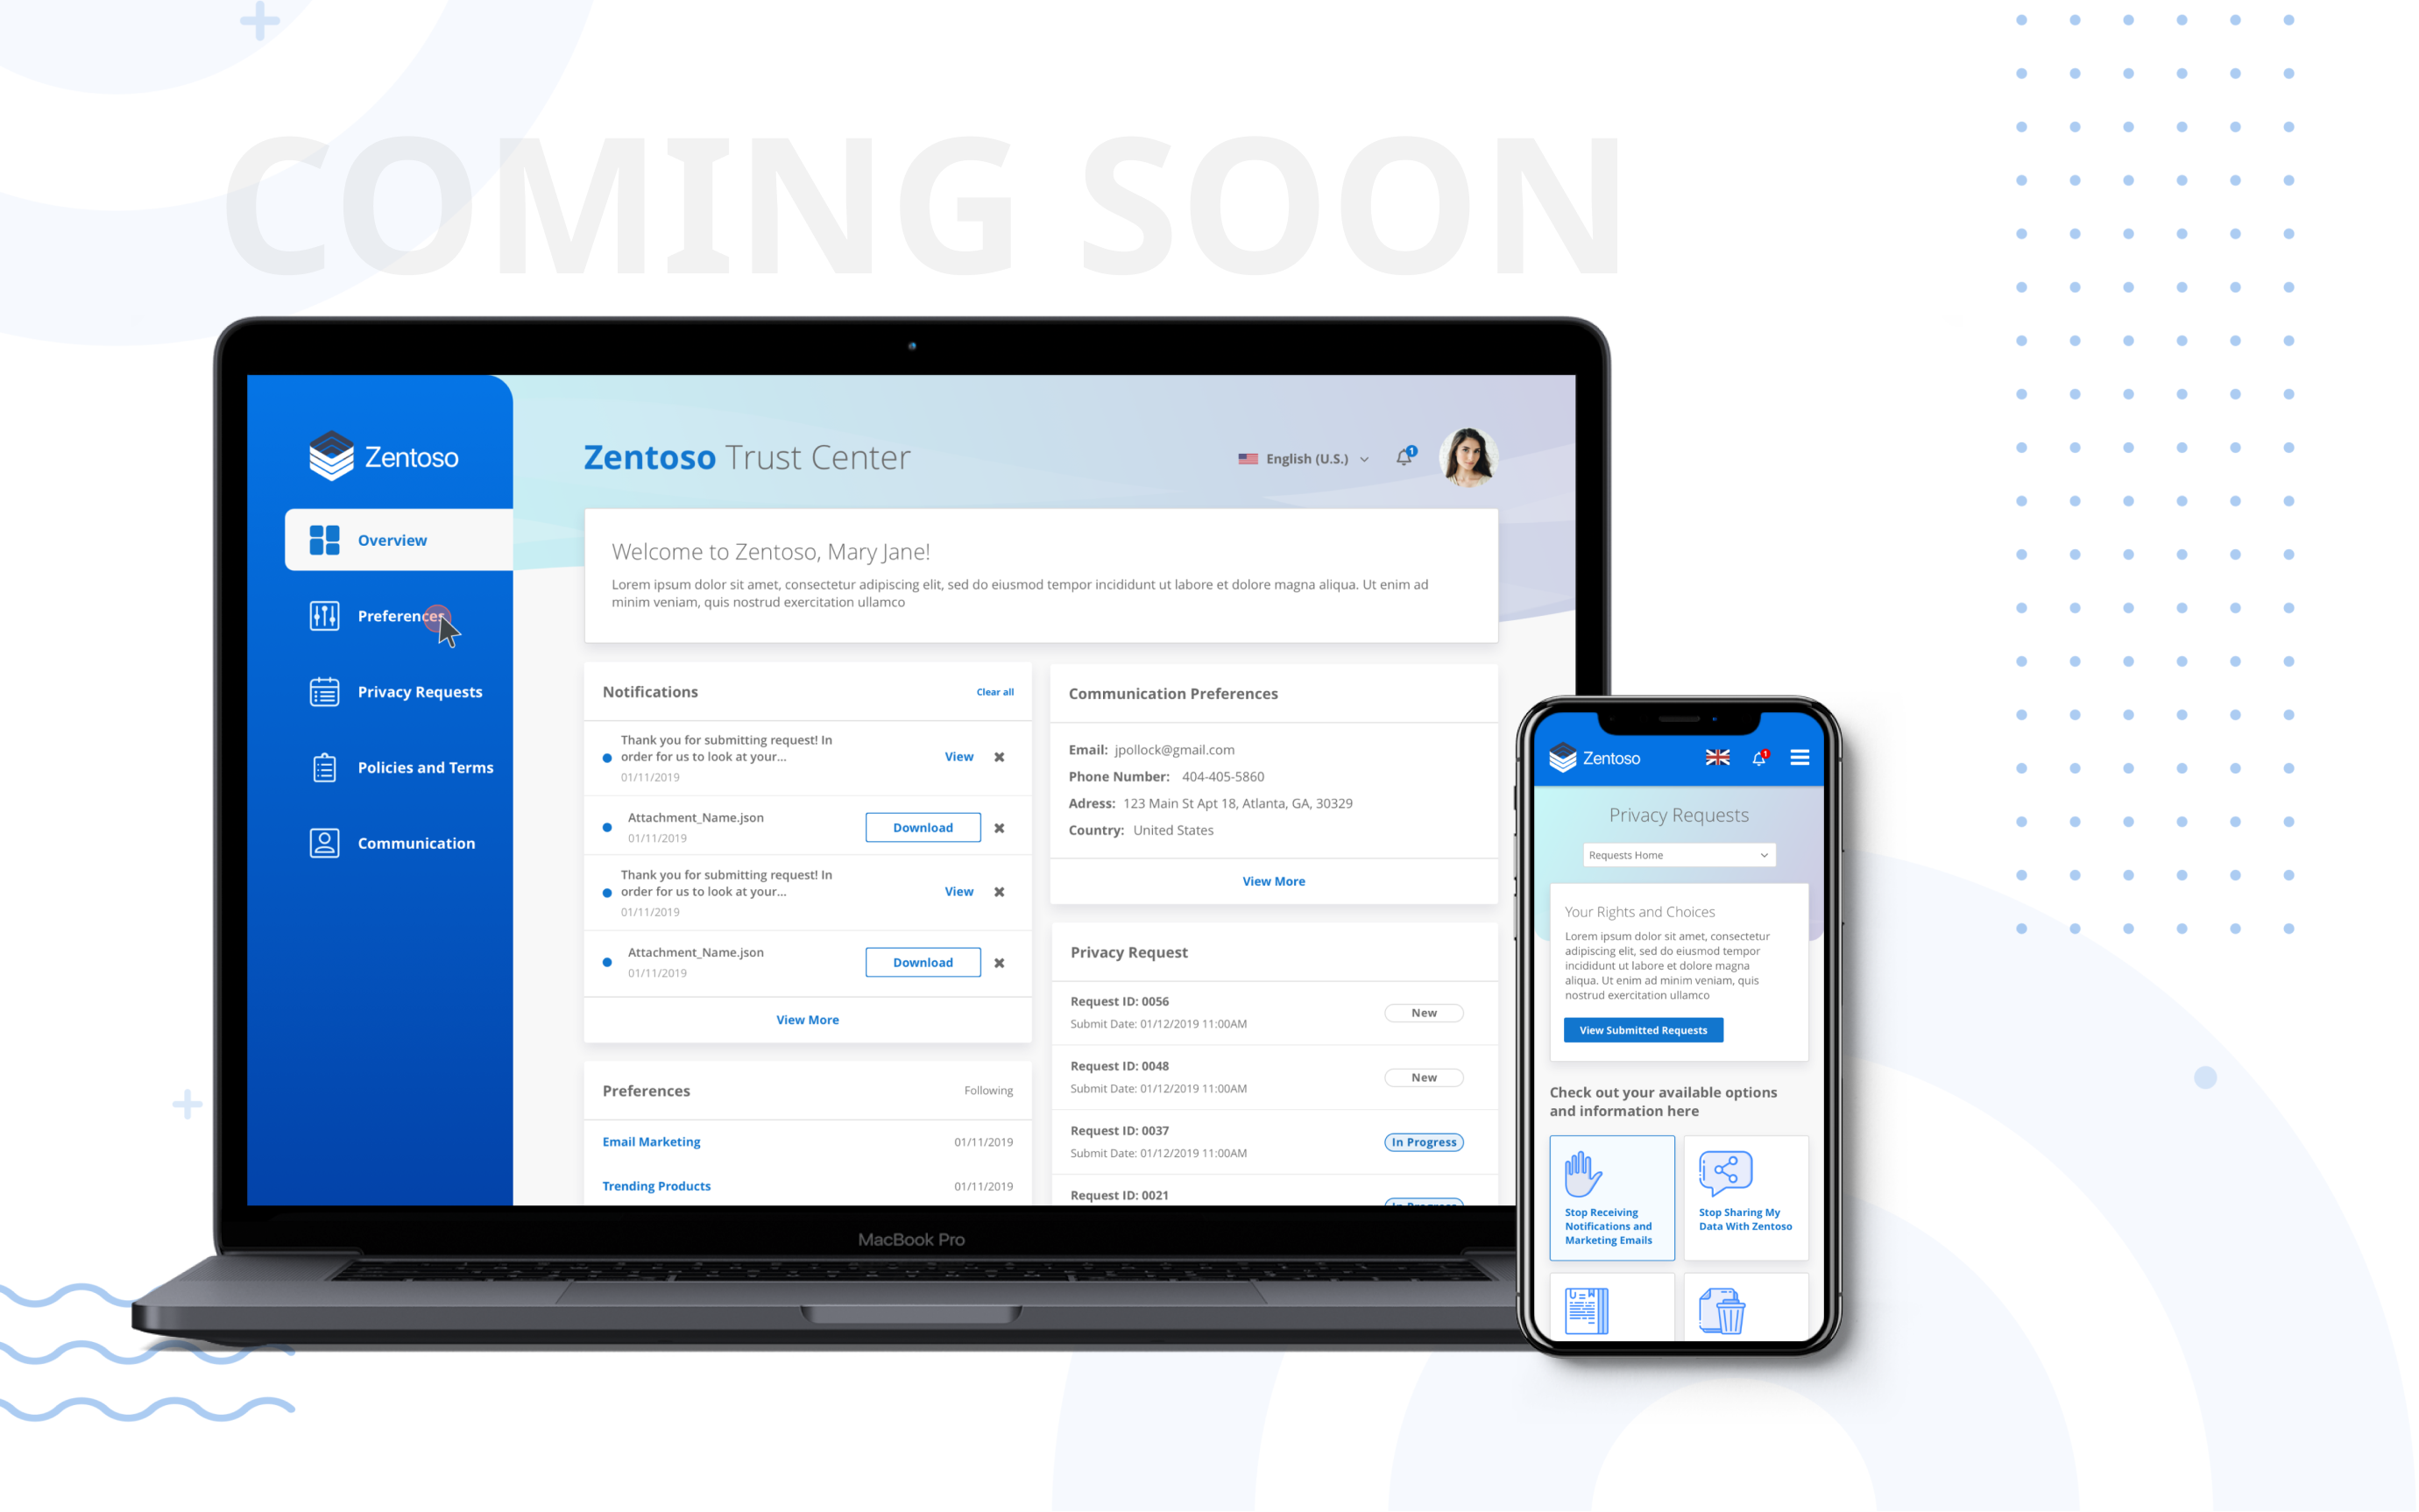 COMING SOON
Zentoso
Overview
Preferences
Privacy Requests
Policies and Terms
Communication
Zentoso Trust Center
English (U.S.)
1
Welcome to Zentoso, Mary Jane!
Lorem ipsum dolor sit amet, consectetur adipiscing elit, sed do eiusmod tempor incididunt ut labore et dolore magna aliqua. Ut enim ad
minim veniam, quis nostrud exercitation ullamco
Notifications
Clear all
Thank you for submitting request! In
order for us to look at your...
01/11/2019
View
Attachment_Name.json
01/11/2019
Download
Thank you for submitting request! In
order for us to look at your...
01/11/2019
View
Attachment_Name.json
01/11/2019
Download
View More
Preferences
Following
Email Marketing
01/11/2019
Trending Products
01/11/2019
Communication Preferences
Email: jpollock@gmail.com
Phone Number: 404-405-5860
Adress: 123 Main St Apt 18, Atlanta, GA, 30329
Country: United States
View More
Privacy Request
Request ID: 0056
Submit Date: 01/12/2019 11:00AM
New
Request ID: 0048
Submit Date: 01/12/2019 11:00AM
New
Request ID: 0037
Submit Date: 01/12/2019 11:00AM
In Progress
Request ID: 0021
In Progress
MacBook Pro
Zentoso
1
Privacy Requests
Requests Home
Your Rights and Choices
Lorem ipsum dolor sit amet, consectetur
adipiscing elit, sed do eiusmod tempor
incididunt ut labore et dolore magna
aliqua. Ut enim ad minim veniam, quis
nostrud exercitation ullamco
View Submitted Requests
Check out your available options
and information here
Stop Receiving
Notifications and
Marketing Emails
Stop Sharing My
Data With Zentoso